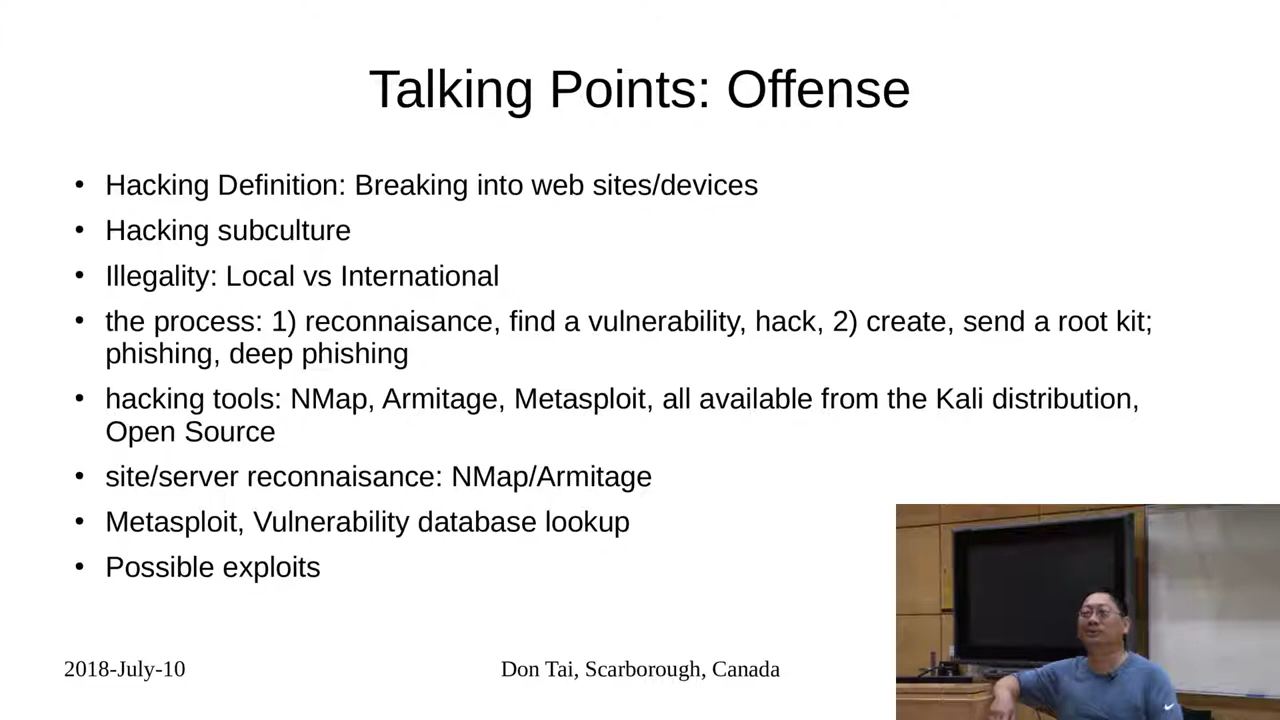 Talking Points: Offense
• Hacking Definition: Breaking into web sites/devices
• Hacking subculture
• Illegality: Local vs International
• the process: 1) reconnaisance, find a vulnerability, hack, 2) create, send a root kit;
phishing, deep phishing
• hacking tools: NMap, Armitage, Metasploit, all available from the Kali distribution,
Open Source
• site/server reconnaisance: NMap/Armitage
• Metasploit, Vulnerability database lookup
• Possible exploits
2018-July-10
Don Tai, Scarborough, Canada